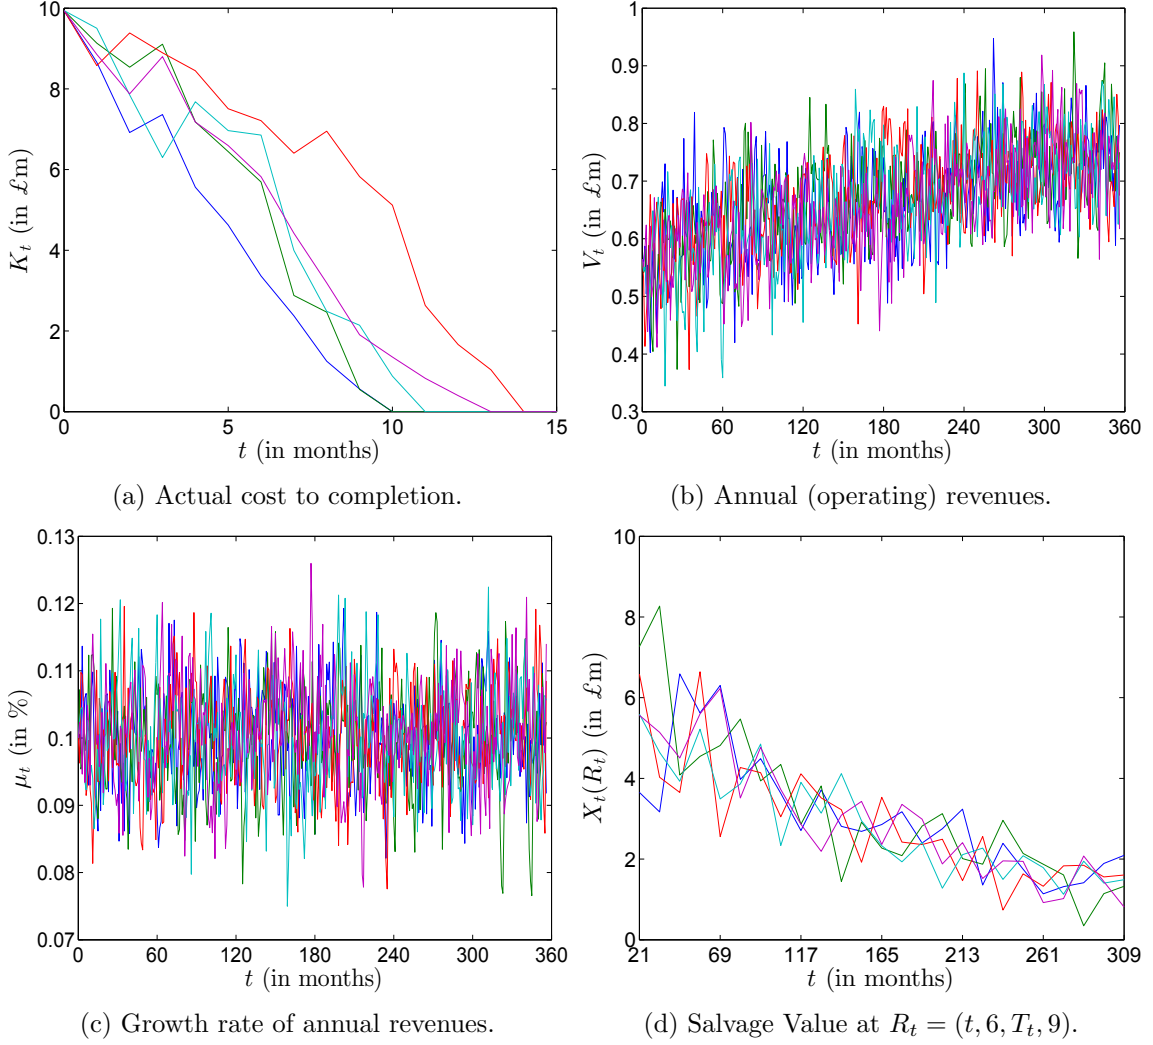 10
8
6
4
2
0
K_t (in £m)
0 5 10 15
t (in months)
(a) Actual cost to completion.
1
0.9
0.8
0.7
0.6
0.5
0.4
0.3
V_t (in £m)
0 60 120 180 240 300 360
t (in months)
(b) Annual (operating) revenues.
0.13
0.12
0.11
0.1
0.09
0.08
0.07
μ_t (in %)
0 60 120 180 240 300 360
t (in months)
(c) Growth rate of annual revenues.
10
8
6
4
2
0
X_t(R_t) (in £m)
21 69 117 165 213 261 309
t (in months)
(d) Salvage Value at R_t = (t, 6, T_t, 9).